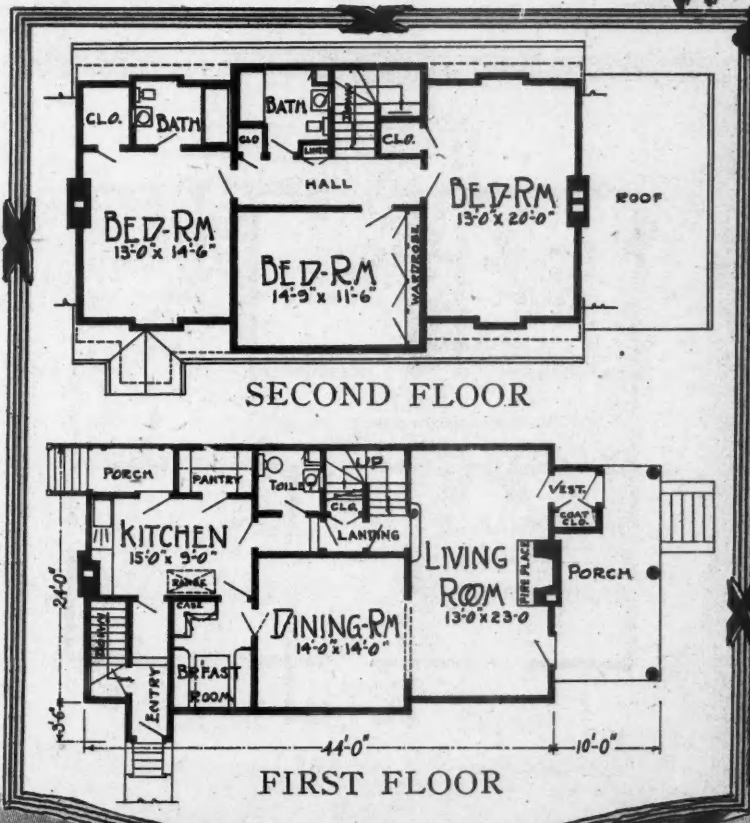 CLO.
BATH
CLO
BATH
LINEN
DOWN
CLO.
HALL
BED-RM
13'-0" x 14'-6"
BED-RM
14'-9" x 11'-6"
WARDROBE
BED-RM
13'-0" x 20'-0"
ROOF
SECOND FLOOR
PORCH
PANTRY
TOILET
UP
CLO.
LANDING
VEST.
COAT
CLO.
KITCHEN
15'-0" x 9'-0"
RANGE
CASE
LIVING
ROOM
13'-0" x 23-0
FIRE PLACE
PORCH
DINING-RM
14'-0" x 14'-0"
DOWN
ENTRY
BR'FAST
ROOM
24'-0"
3'-6"
44'-0"
10'-0"
FIRST FLOOR